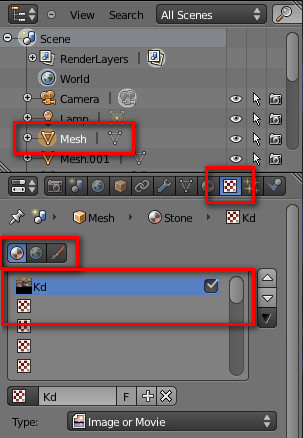 View Search All Scenes
Scene
RenderLayers
World
Camera
Lamp
Mesh
Mesh.001
Mesh Stone Kd
Kd
Kd F
Type: Image or Movie